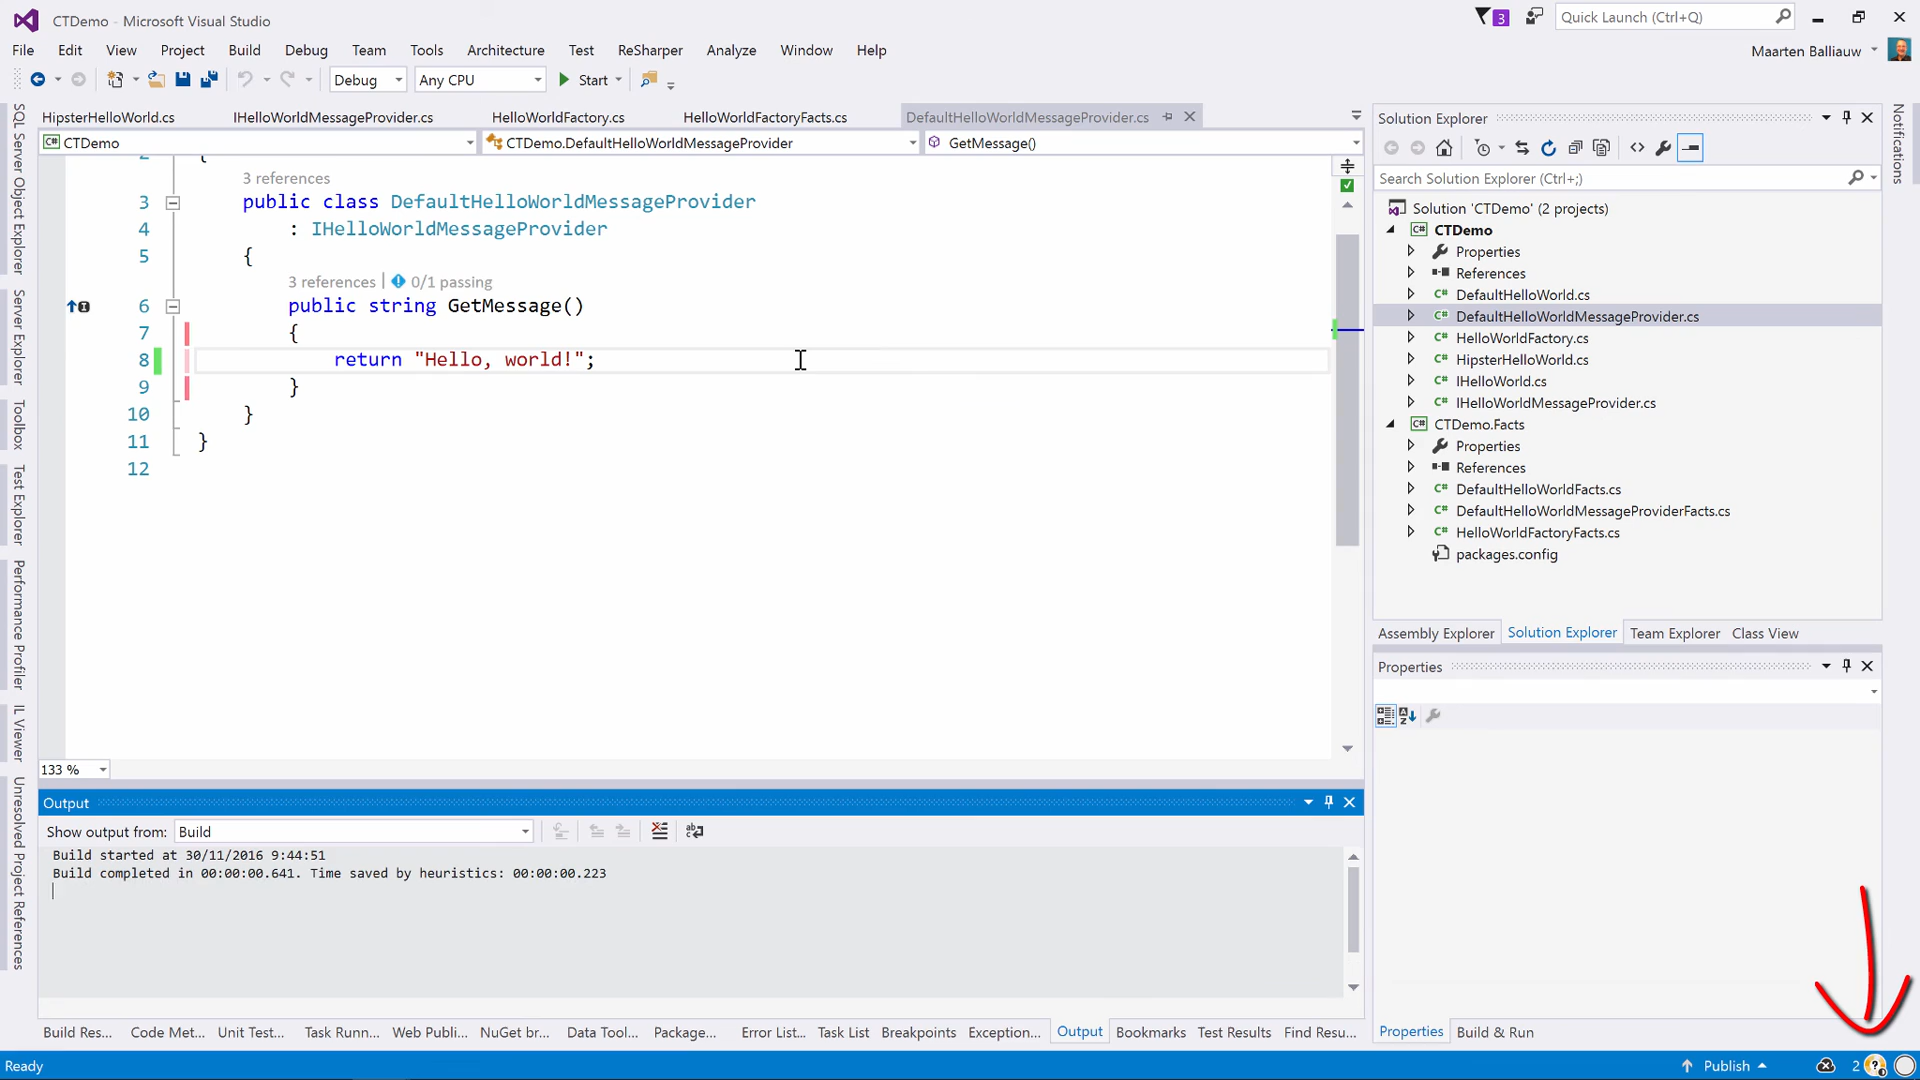 CTDemo - Microsoft Visual Studio
3
Quick Launch (Ctrl+Q)
File Edit View Project Build Debug Team Tools Architecture Test ReSharper Analyze Window Help
Maarten Balliauw
Debug Any CPU Start
HipsterHelloWorld.cs IHelloWorldMessageProvider.cs HelloWorldFactory.cs HelloWorldFactoryFacts.cs DefaultHelloWorldMessageProvider.cs
CTDemo CTDemo.DefaultHelloWorldMessageProvider GetMessage()
2 {
3 references
3 public class DefaultHelloWorldMessageProvider
4 : IHelloWorldMessageProvider
5 {
3 references | 0/1 passing
6 public string GetMessage()
7 {
8 return "Hello, world!";
9 }
10 }
11 }
12
133 %
SQL Server Object Explorer
Server Explorer
Toolbox
Test Explorer
Performance Profiler
IL Viewer
Unresolved Project References
Output
Show output from: Build
Build started at 30/11/2016 9:44:51
Build completed in 00:00:00.641. Time saved by heuristics: 00:00:00.223
Build Res... Code Met... Unit Test... Task Runn... Web Publi... NuGet br... Data Tool... Package... Error List... Task List Breakpoints Exception... Output Bookmarks Test Results Find Resu...
Solution Explorer
Search Solution Explorer (Ctrl+;)
Solution 'CTDemo' (2 projects)
C# CTDemo
Properties
References
C# DefaultHelloWorld.cs
C# DefaultHelloWorldMessageProvider.cs
C# HelloWorldFactory.cs
C# HipsterHelloWorld.cs
C# IHelloWorld.cs
C# IHelloWorldMessageProvider.cs
C# CTDemo.Facts
Properties
References
C# DefaultHelloWorldFacts.cs
C# DefaultHelloWorldMessageProviderFacts.cs
C# HelloWorldFactoryFacts.cs
packages.config
Assembly Explorer Solution Explorer Team Explorer Class View
Properties
Properties Build & Run
Notifications
Ready
Publish
2 ?